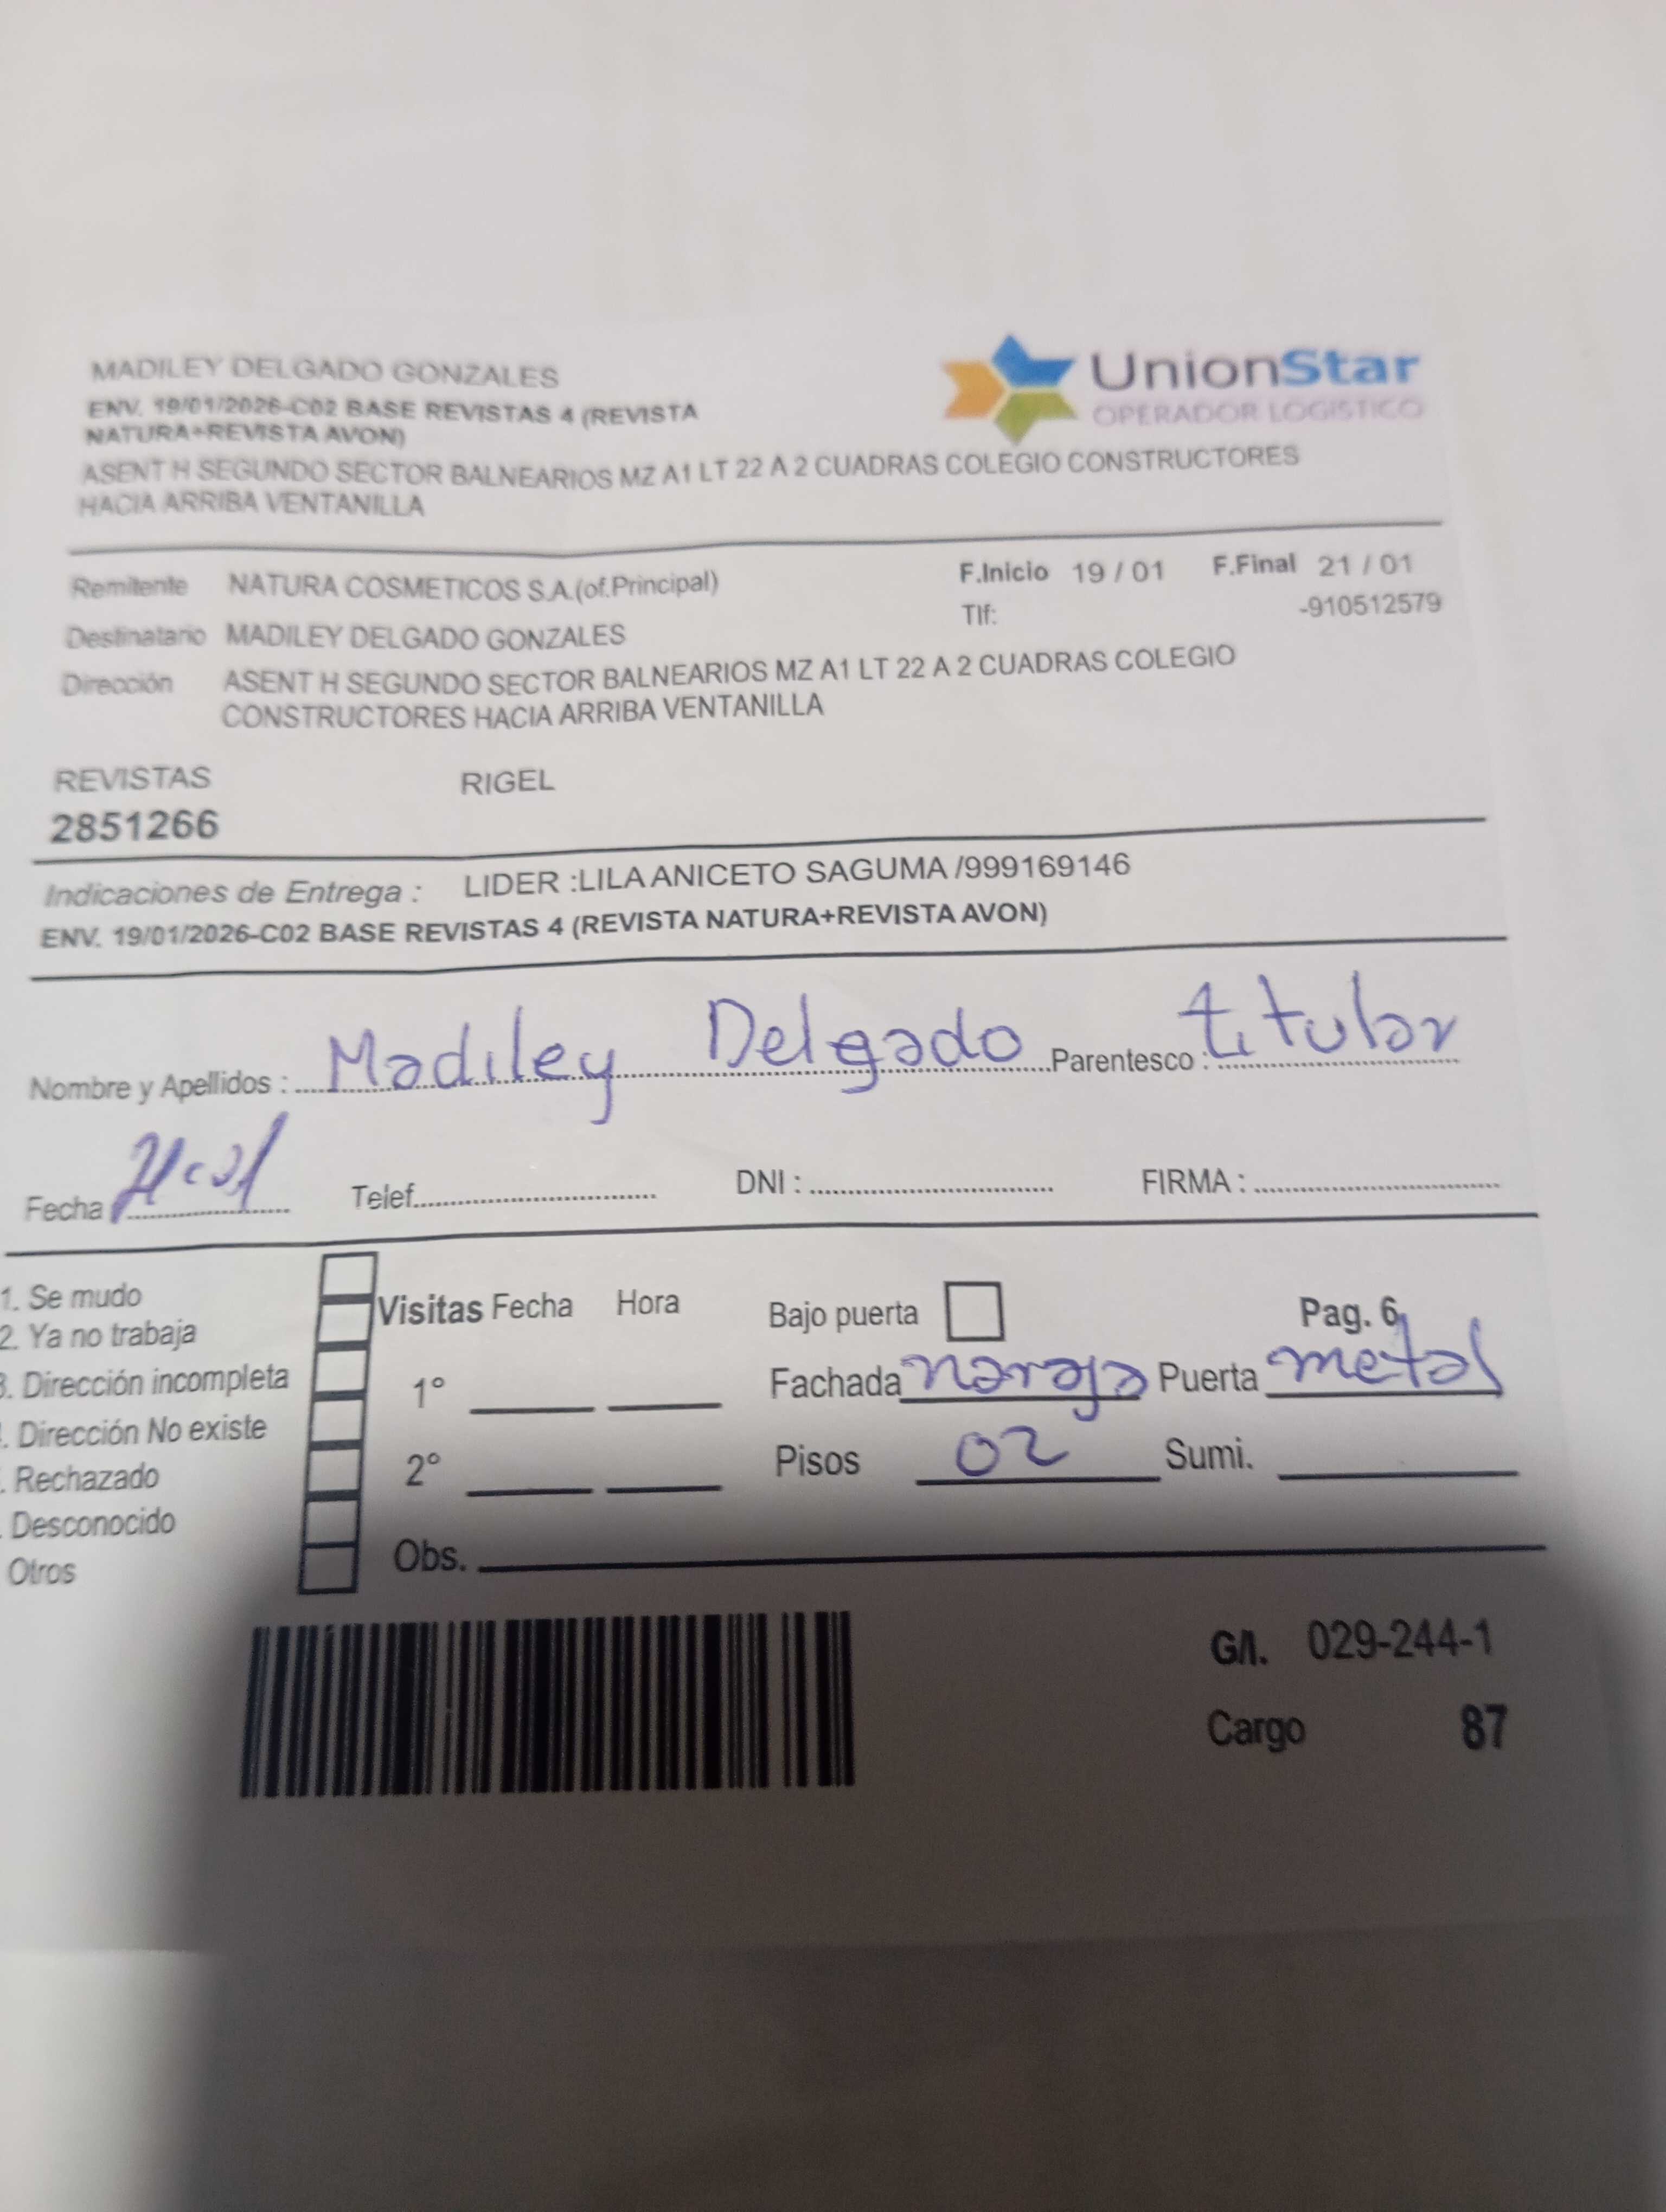 MADILEY DELGADO GONZALES
ENV. 19/01/2026-C02 BASE REVISTAS 4 (REVISTA
NATURA+REVISTA AVON)
UnionStar
OPERADOR LOGISTICO
ASENT H SEGUNDO SECTOR BALNEARIOS MZ A1 LT 22 A 2 CUADRAS COLEGIO CONSTRUCTORES
HACIA ARRIBA VENTANILLA
Remitente NATURA COSMETICOS S.A.(of.Principal) F.Inicio 19 / 01 F.Final 21 / 01
Tlf: -910512579
Destinatario MADILEY DELGADO GONZALES
Dirección ASENT H SEGUNDO SECTOR BALNEARIOS MZ A1 LT 22 A 2 CUADRAS COLEGIO
CONSTRUCTORES HACIA ARRIBA VENTANILLA
REVISTAS RIGEL
2851266
Indicaciones de Entrega : LIDER :LILA ANICETO SAGUMA /999169146
ENV. 19/01/2026-C02 BASE REVISTAS 4 (REVISTA NATURA+REVISTA AVON)
Nombre y Apellidos : Madiley Delgado Parentesco : titular
Fecha Telef. DNI : FIRMA :
1. Se mudo
2. Ya no trabaja
. Dirección incompleta
. Dirección No existe
. Rechazado
. Desconocido
Otros
Visitas Fecha Hora
1°
2°
Obs.
Bajo puerta Pag. 6
Fachada naraja Puerta metal
Pisos 02 Sumi.
G/I. 029-244-1
Cargo 87